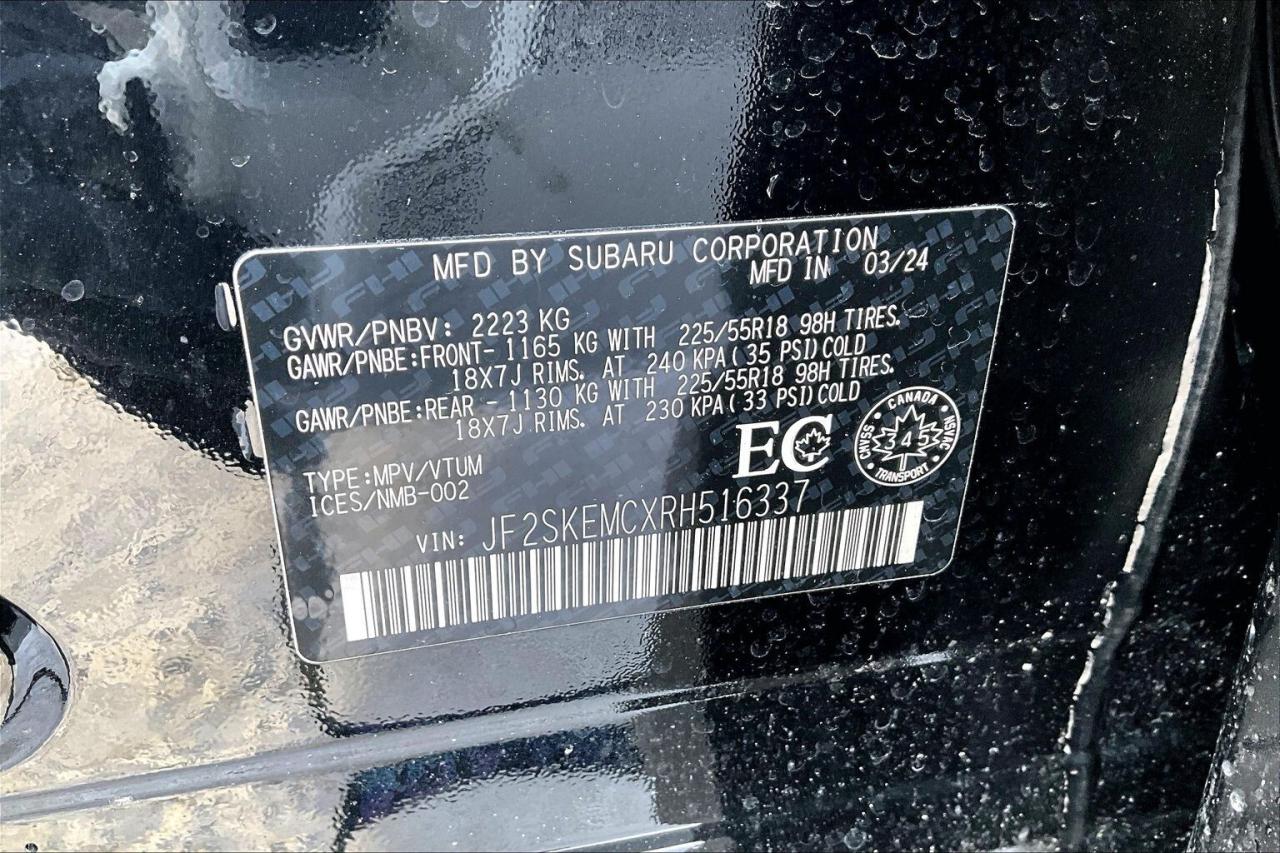 MFD BY SUBARU CORPORATION
MFD IN 03/24
GVWR/PNBV: 2223 KG
GAWR/PNBE:FRONT- 1165 KG WITH 225/55R18 98H TIRES.
18X7J RIMS. AT 240 KPA(35 PSI)COLD
GAWR/PNBE:REAR - 1130 KG WITH 225/55R18 98H TIRES.
18X7J RIMS. AT 230 KPA(33 PSI)COLD
EC
CANADA
CMVSS 345 NSVAC
TRANSPORT
TYPE:MPV/VTUM
ICES/NMB-002
VIN: JF2SKEMCXRH516337